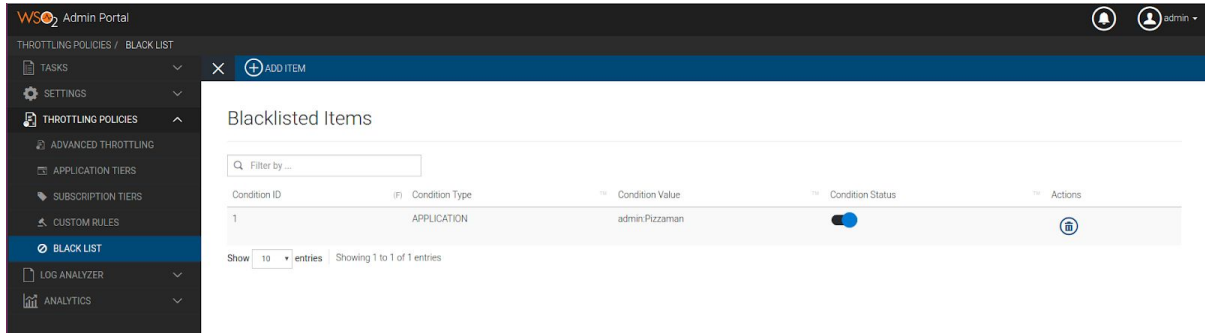 WSO2 Admin Portal
admin
THROTTLING POLICIES / BLACK LIST
TASKS
SETTINGS
THROTTLING POLICIES
ADVANCED THROTTLING
APPLICATION TIERS
SUBSCRIPTION TIERS
CUSTOM RULES
BLACK LIST
LOG ANALYZER
ANALYTICS
ADD ITEM
Blacklisted Items
Filter by ...
Condition ID Condition Type Condition Value Condition Status Actions
1 APPLICATION admin:Pizzaman
Show 10 entries Showing 1 to 1 of 1 entries